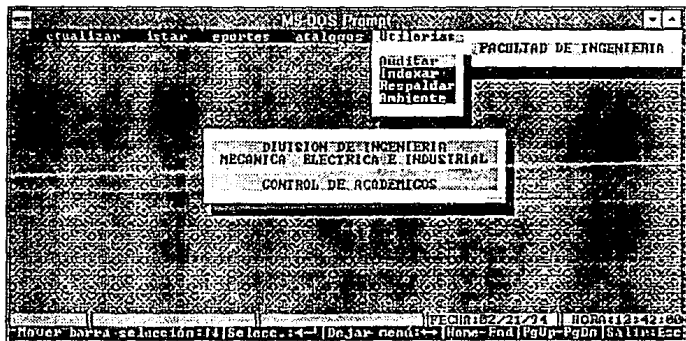 MS-DOS Prompt
ctualizar istar eportes atálogos Utilerías
FACULTAD DE INGENIERIA
Auditar
Indexar
Respaldar
Ambiente
DIVISION DE INGENIERIA
MECANICA, ELECTRICA E INDUSTRIAL
CONTROL DE ACADEMICOS
FECHA:02/21/94 HORA:12:42:00
Mover barra selección:↑↓ Selecc.:◄┘ Dejar menú:←→ Home-End PgUp-PgDn Salir:Esc